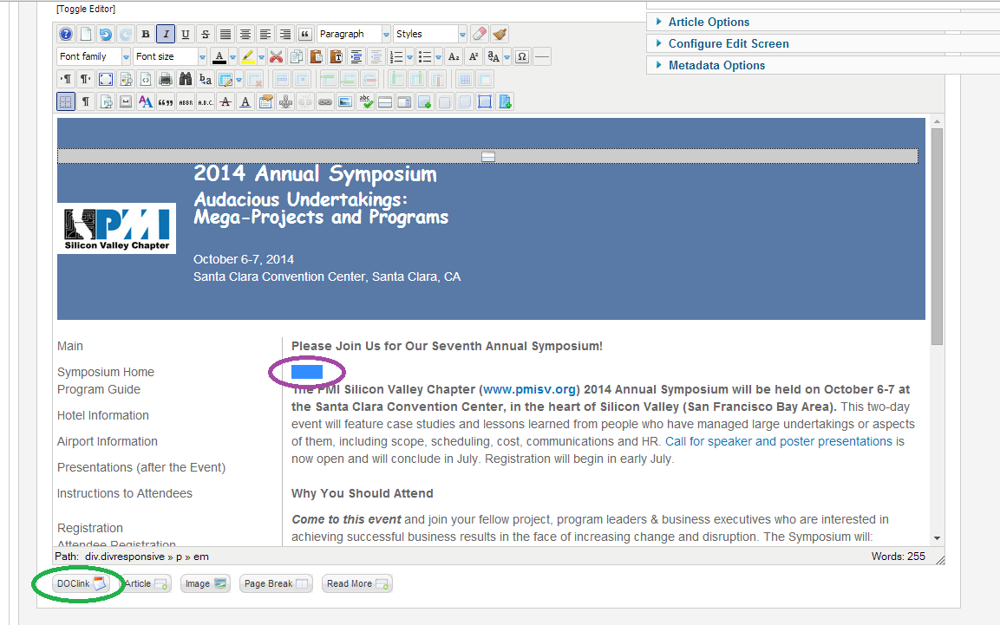 [Toggle Editor]
Article Options
Configure Edit Screen
Metadata Options
B I U S Paragraph Styles
Font family Font size A A₂ A² A Ω
¶ ¶ b a
¶ A ABBR A.B.C. A A abc
2014 Annual Symposium
Audacious Undertakings:
Mega-Projects and Programs
PMI
Silicon Valley Chapter
October 6-7, 2014
Santa Clara Convention Center, Santa Clara, CA
Main
Symposium Home
Program Guide
Hotel Information
Airport Information
Presentations (after the Event)
Instructions to Attendees
Registration
Attendee Registration
Please Join Us for Our Seventh Annual Symposium!
The PMI Silicon Valley Chapter (www.pmisv.org) 2014 Annual Symposium will be held on October 6-7 at
the Santa Clara Convention Center, in the heart of Silicon Valley (San Francisco Bay Area). This two-day
event will feature case studies and lessons learned from people who have managed large undertakings or aspects
of them, including scope, scheduling, cost, communications and HR. Call for speaker and poster presentations is
now open and will conclude in July. Registration will begin in early July.
Why You Should Attend
Come to this event and join your fellow project, program leaders & business executives who are interested in
achieving successful business results in the face of increasing change and disruption. The Symposium will:
Path: div.divresponsive » p » em
Words: 255
DOClink Article Image Page Break Read More